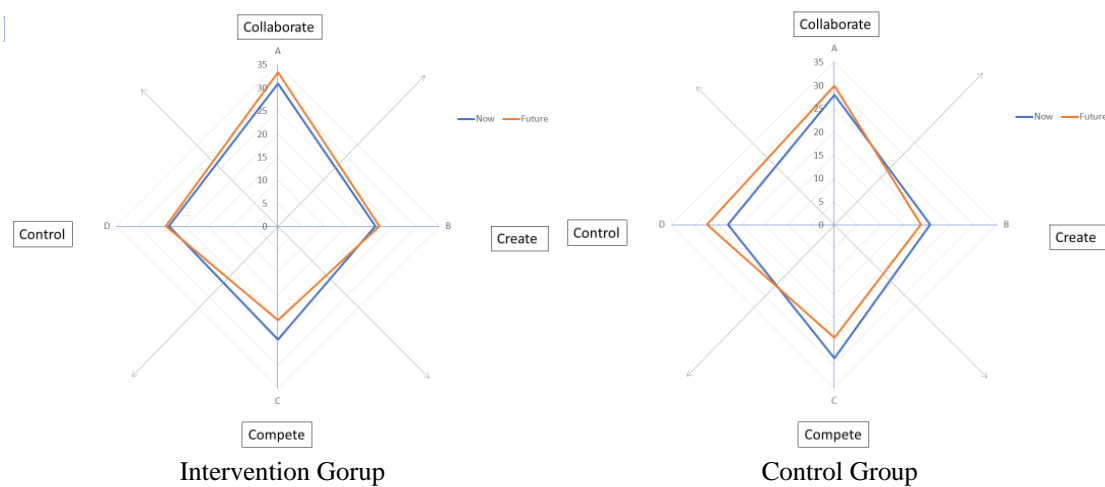 Collaborate
A
35
30
25
20
15
10
5
0
Now Future
D
B
Control
Create
C
Compete
Intervention Gorup
Collaborate
A
35
30
25
20
15
10
5
0
Now Future
D
B
Control
Create
C
Compete
Control Group